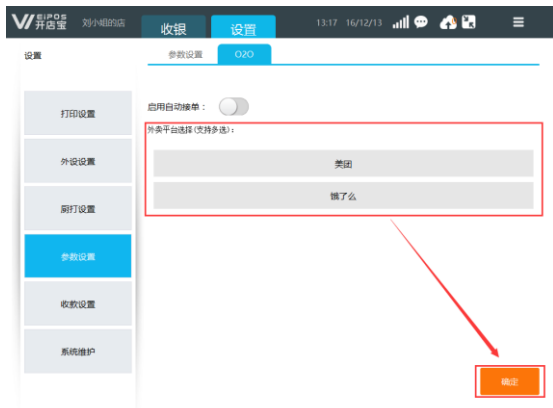 EiPOS
开店宝
刘小姐的店
收银
设置
13:17 16/12/13
设置
参数设置
O2O
打印设置
启用自动接单：
外卖平台选择(支持多选)：
外设设置
美团
饿了么
厨打设置
参数设置
收款设置
系统维护
确定